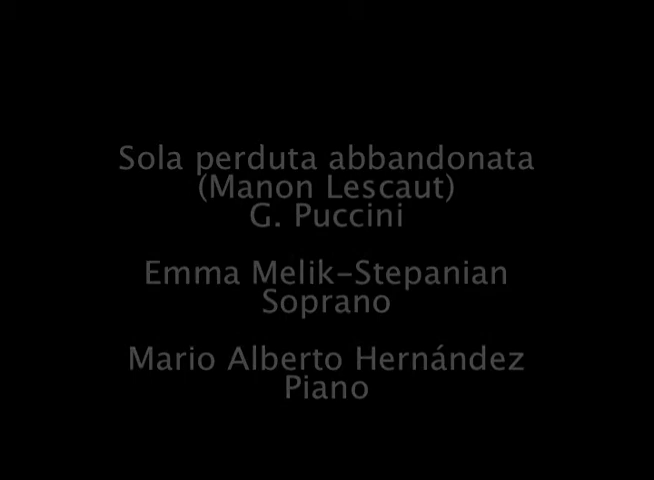 Sola perduta abbandonata
(Manon Lescaut)
G. Puccini
Emma Melik-Stepanian
Soprano
Mario Alberto Hernández
Piano